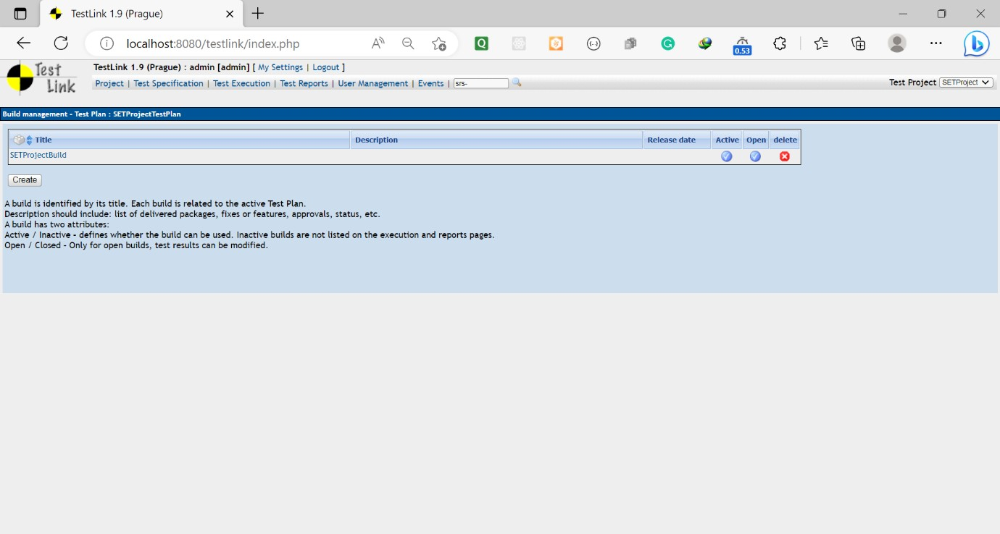 TestLink 1.9 (Prague)
localhost:8080/testlink/index.php
0.53
Test Link
TestLink 1.9 (Prague) : admin [admin] [ My Settings | Logout ]
Project | Test Specification | Test Execution | Test Reports | User Management | Events | srs-
Test Project SETProject
Build management - Test Plan : SETProjectTestPlan
Title Description Release date Active Open delete
SETProjectBuild
Create
A build is identified by its title. Each build is related to the active Test Plan.
Description should include: list of delivered packages, fixes or features, approvals, status, etc.
A build has two attributes:
Active / Inactive - defines whether the build can be used. Inactive builds are not listed on the execution and reports pages.
Open / Closed - Only for open builds, test results can be modified.